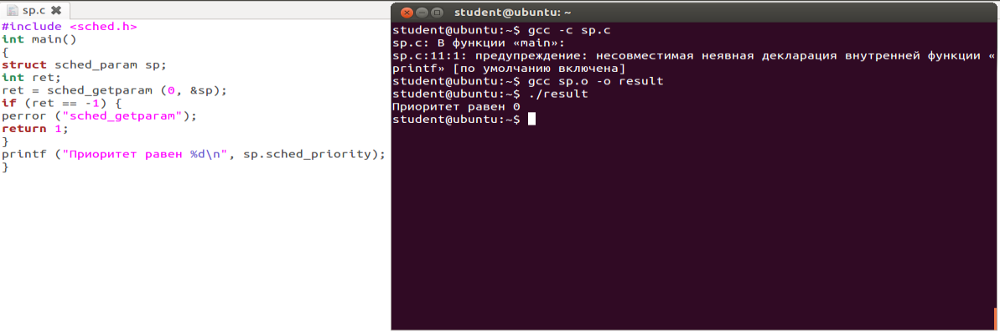 sp.c
#include <sched.h>
int main()
{
struct sched_param sp;
int ret;
ret = sched_getparam (0, &sp);
if (ret == -1) {
perror ("sched_getparam");
return 1;
}
printf ("Приоритет равен %d\n", sp.sched_priority);
}
student@ubuntu: ~
student@ubuntu:~$ gcc -c sp.c
sp.c: В функции «main»:
sp.c:11:1: предупреждение: несовместимая неявная декларация внутренней функции «
printf» [по умолчанию включена]
student@ubuntu:~$ gcc sp.o -o result
student@ubuntu:~$ ./result
Приоритет равен 0
student@ubuntu:~$